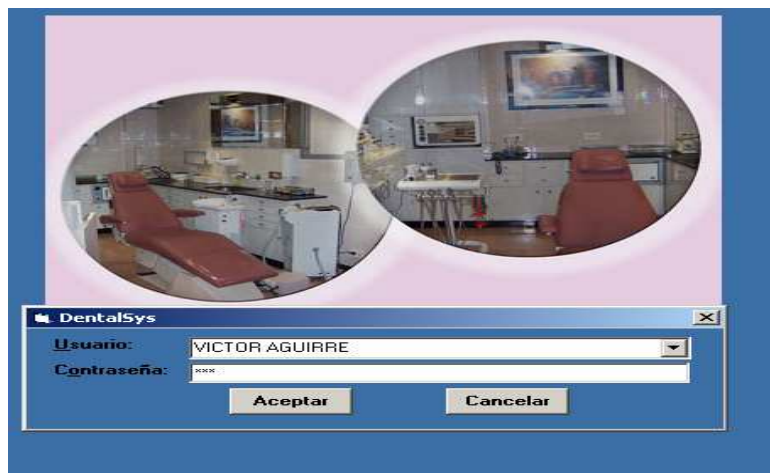 DentalSys
Usuario: VICTOR AGUIRRE
Contraseña: ***
Aceptar Cancelar